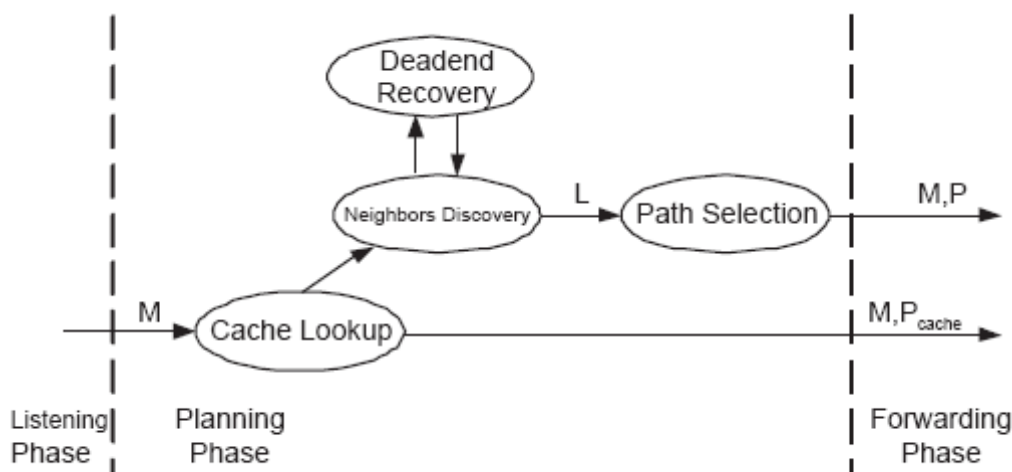 Deadend
Recovery
Neighbors Discovery
L
Path Selection
M,P
M
Cache Lookup
M,Pcache
Listening
Phase
Planning
Phase
Forwarding
Phase